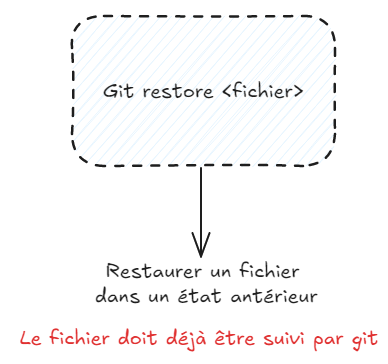 Git restore <fichier>
Restaurer un fichier
dans un état antérieur
Le fichier doit déjà être suivi par git